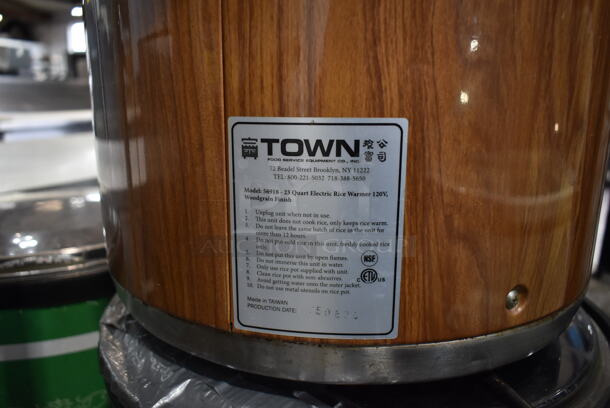 TOWN
FOOD SERVICE EQUIPMENT CO., INC.
72 Beadel Street Brooklyn, NY 11222
TEL: 800-221-5032 718-388-5650
Model: 56918 - 23 Quart Electric Rice Warmer 120V,
Woodgrain Finish
1. Unplug unit when not in use.
2. This unit does not cook rice, only keeps rice warm.
3. Do not leave the same batch of rice in the unit for
more than 12 hours.
4. Do not put cold rice in this unit, freshly cooked rice
only.
5. Do not put this unit by open flames.
6. Do not immerse this unit in water.
7. Only use rice pot supplied with unit.
8. Clean rice pot with non-abrasives.
9. Avoid getting water onto the outer jacket.
10. Do not use metal utensils on rice pot.
NSF
C ETL US
Made in TAIWAN
PRODUCTION DATE: